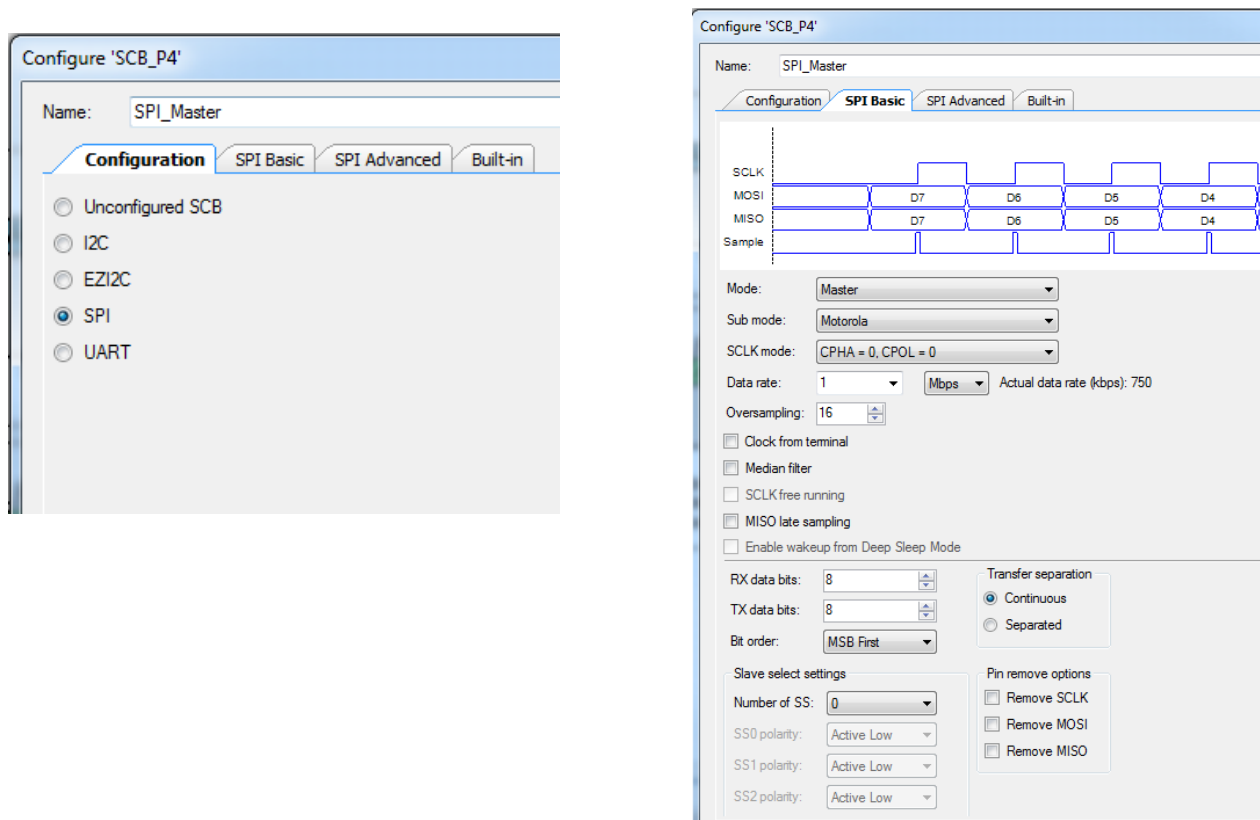 Configure 'SCB_P4'
Name: SPI_Master
Configuration SPI Basic SPI Advanced Built-in
Unconfigured SCB
I2C
EZI2C
SPI
UART
Configure 'SCB_P4'
Name: SPI_Master
Configuration SPI Basic SPI Advanced Built-in
SCLK
MOSI D7 D6 D5 D4
MISO D7 D6 D5 D4
Sample
Mode: Master
Sub mode: Motorola
SCLK mode: CPHA = 0, CPOL = 0
Data rate: 1 Mbps Actual data rate (kbps): 750
Oversampling: 16
Clock from terminal
Median filter
SCLK free running
MISO late sampling
Enable wakeup from Deep Sleep Mode
RX data bits: 8
TX data bits: 8
Bit order: MSB First
Transfer separation
Continuous
Separated
Slave select settings
Number of SS: 0
SS0 polarity: Active Low
SS1 polarity: Active Low
SS2 polarity: Active Low
Pin remove options
Remove SCLK
Remove MOSI
Remove MISO